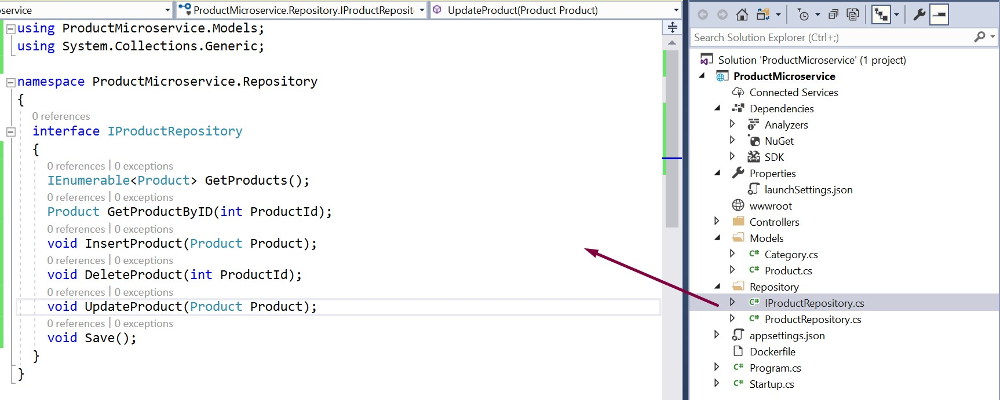 service
ProductMicroservice.Repository.IProductReposit
UpdateProduct(Product Product)
using ProductMicroservice.Models;
using System.Collections.Generic;
namespace ProductMicroservice.Repository
{
0 references
interface IProductRepository
{
0 references | 0 exceptions
IEnumerable<Product> GetProducts();
0 references | 0 exceptions
Product GetProductByID(int ProductId);
0 references | 0 exceptions
void InsertProduct(Product Product);
0 references | 0 exceptions
void DeleteProduct(int ProductId);
0 references | 0 exceptions
void UpdateProduct(Product Product);
0 references | 0 exceptions
void Save();
}
}
Search Solution Explorer (Ctrl+;)
Solution 'ProductMicroservice' (1 project)
ProductMicroservice
Connected Services
Dependencies
Analyzers
NuGet
SDK
Properties
launchSettings.json
wwwroot
Controllers
Models
C# Category.cs
C# Product.cs
Repository
C# IProductRepository.cs
C# ProductRepository.cs
appsettings.json
Dockerfile
C# Program.cs
C# Startup.cs